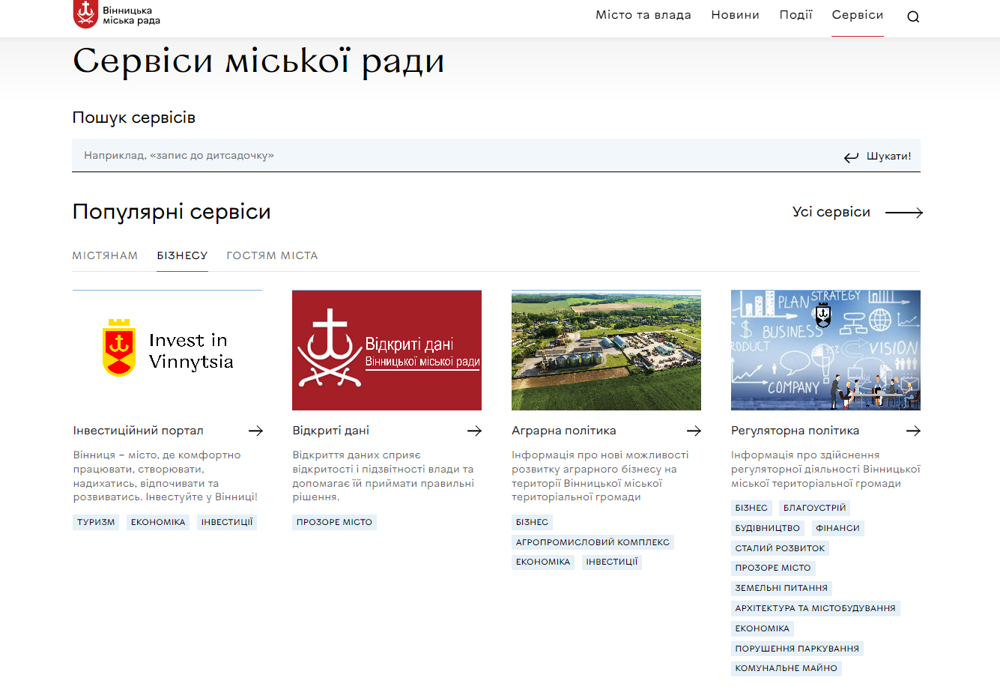 Вінницька
міська рада
Місто та влада
Новини
Події
Сервіси
Сервіси міської ради
Пошук сервісів
Наприклад, «запис до дитсадочку»
Шукати!
Популярні сервіси
Усі сервіси
МІСТЯНАМ
БІЗНЕСУ
ГОСТЯМ МІСТА
Invest in
Vinnytsia
Інвестиційний портал
Вінниця – місто, де комфортно
працювати, створювати,
надихатись, відпочивати та
розвиватись. Інвестуйте у Вінниці!
ТУРИЗМ
ЕКОНОМІКА
ІНВЕСТИЦІЇ
Відкриті дані
Вінницької міської ради
Відкриті дані
Відкриття даних сприяє
відкритості і підзвітності влади та
допомагає їй приймати правильні
рішення.
ПРОЗОРЕ МІСТО
Аграрна політика
Інформація про нові можливості
розвитку аграрного бізнесу на
території Вінницької міської
територіальної громади
БІЗНЕС
АГРОПРОМИСЛОВИЙ КОМПЛЕКС
ЕКОНОМІКА
ІНВЕСТИЦІЇ
PLAN
STRATEGY
BUSINESS
RODUCT
VISION
COMPANY
Регуляторна політика
Інформація про здійснення
регуляторної діяльності Вінницької
міської територіальної громади
БІЗНЕС
БЛАГОУСТРІЙ
БУДІВНИЦТВО
ФІНАНСИ
СТАЛИЙ РОЗВИТОК
ПРОЗОРЕ МІСТО
ЗЕМЕЛЬНІ ПИТАННЯ
АРХІТЕКТУРА ТА МІСТОБУДУВАННЯ
ЕКОНОМІКА
ПОРУШЕННЯ ПАРКУВАННЯ
КОМУНАЛЬНЕ МАЙНО